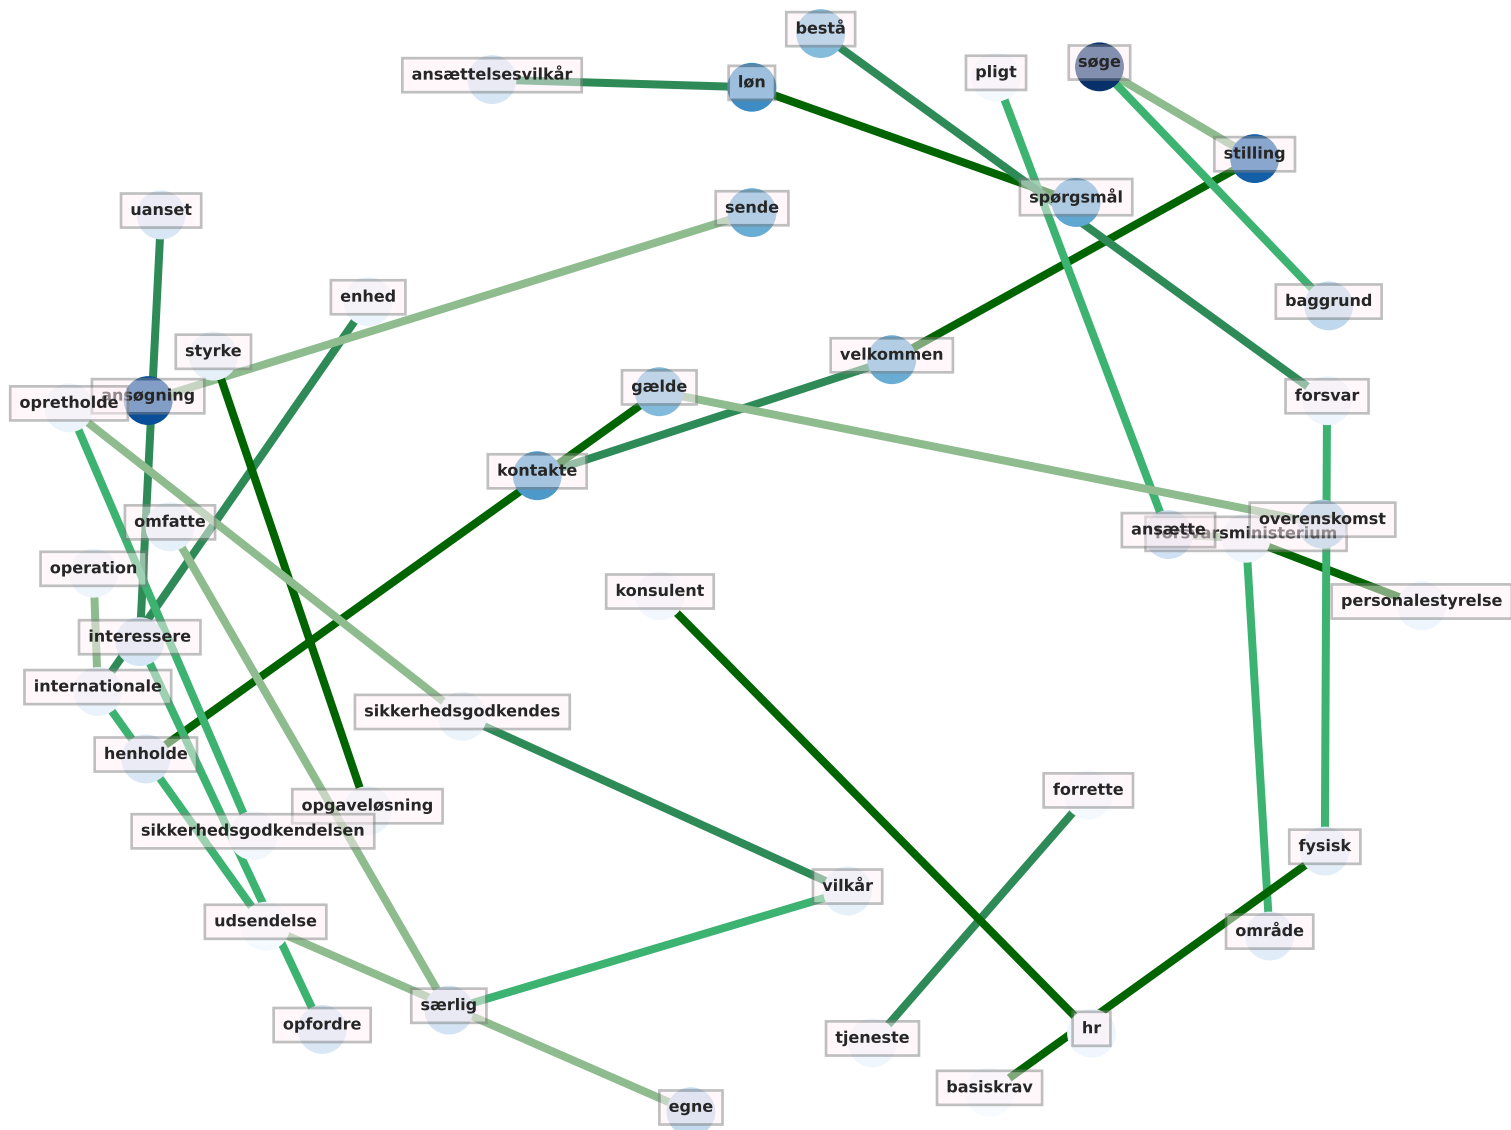 bestå
søge
pligt
ansættelsesvilkår
løn
stilling
spørgsmål
sende
uanset
enhed
baggrund
styrke
velkommen
gælde
ansøgning
forsvar
opretholde
kontakte
omfatte
overenskomst
ansætte
forsvarsministerium
operation
konsulent
personalestyrelse
interessere
internationale
sikkerhedsgodkendes
henholde
forrette
opgaveløsning
sikkerhedsgodkendelsen
fysisk
vilkår
udsendelse
område
særlig
opfordre
hr
tjeneste
basiskrav
egne